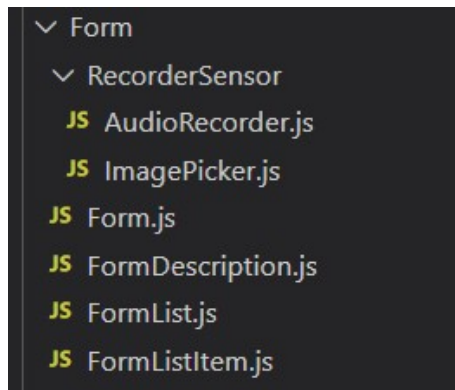 Form
RecorderSensor
JS AudioRecorder.js
JS ImagePicker.js
JS Form.js
JS FormDescription.js
JS FormList.js
JS FormListItem.js